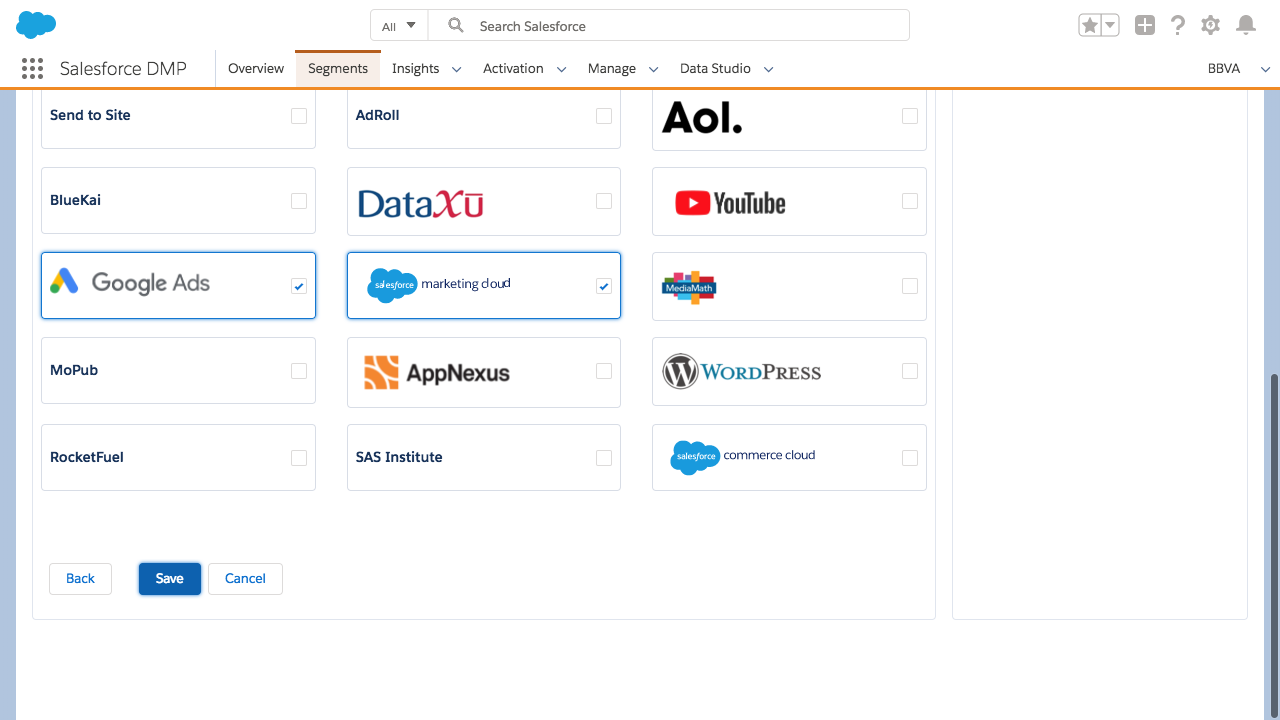 All
Search Salesforce
Salesforce DMP
Overview
Segments
Insights
Activation
Manage
Data Studio
BBVA
Send to Site
AdRoll
Aol.
BlueKai
DataXū
YouTube
Google Ads
salesforce marketing cloud
MediaMath
MoPub
AppNexus
WORDPRESS
RocketFuel
SAS Institute
salesforce commerce cloud
Back
Save
Cancel